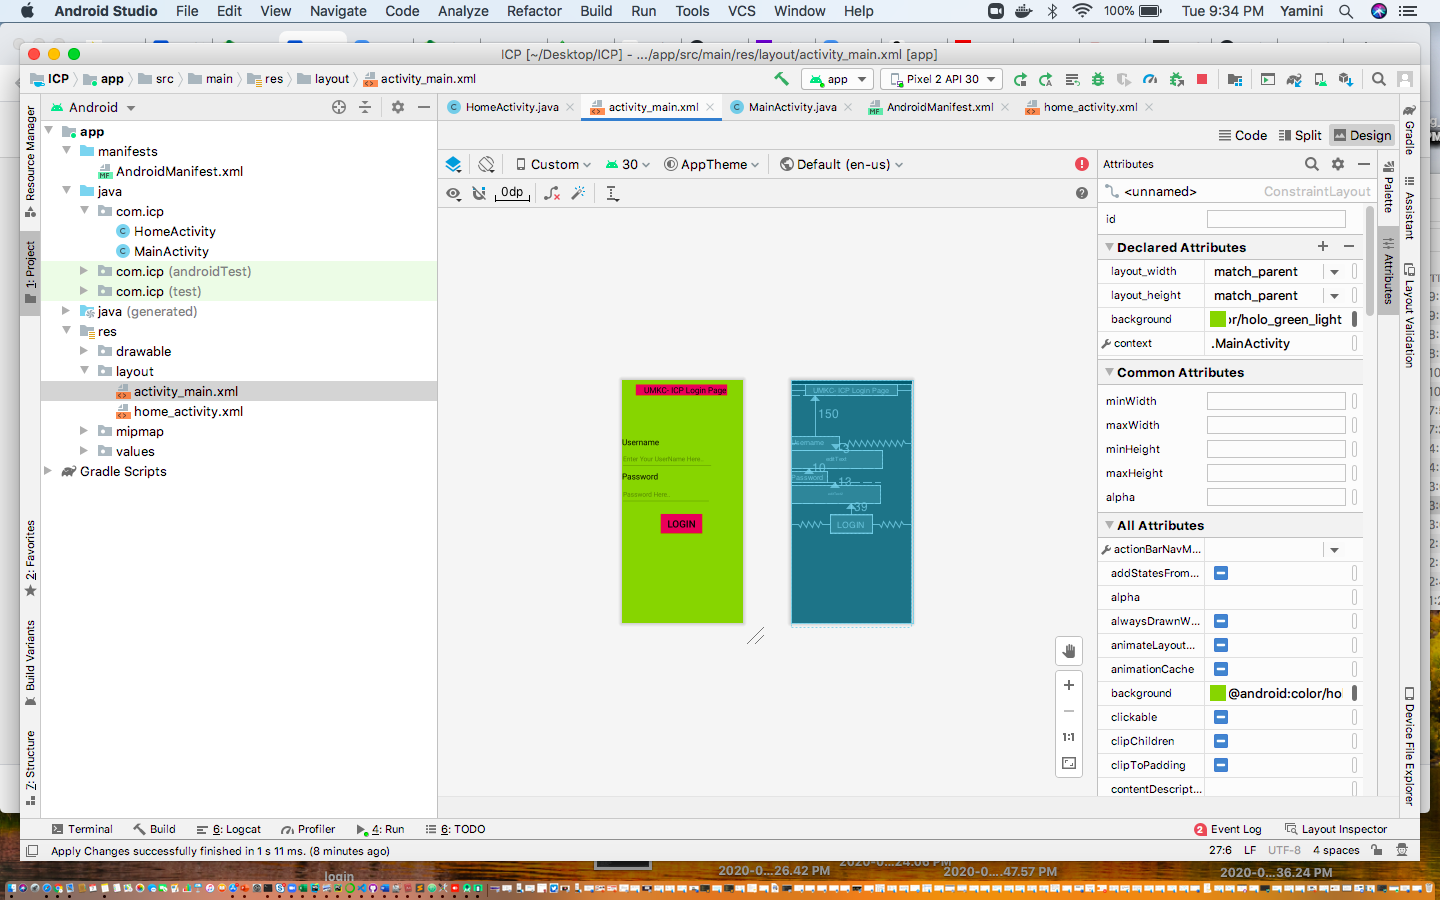 Android Studio File Edit View Navigate Code Analyze Refactor Build Run Tools VCS Window Help 100% Tue 9:34 PM Yamini
ICP [~/Desktop/ICP] - .../app/src/main/res/layout/activity_main.xml [app]
ICP app src main res layout activity_main.xml app Pixel 2 API 30
Android
HomeActivity.java activity_main.xml MainActivity.java AndroidManifest.xml home_activity.xml
Code Split Design
Resource Manager
1: Project
2: Favorites
Build Variants
7: Structure
app
manifests
AndroidManifest.xml
java
com.icp
HomeActivity
MainActivity
com.icp (androidTest)
com.icp (test)
java (generated)
res
drawable
layout
activity_main.xml
home_activity.xml
mipmap
values
Gradle Scripts
Custom 30 AppTheme Default (en-us)
0dp
UMKC- ICP Login Page
Username
Enter Your UserName Here..
Password
Password Here..
LOGIN
UMKC- ICP Login Page
150
Username
3
editText
10
Password
13
39
LOGIN
1:1
Attributes
<unnamed> ConstraintLayout
id
Declared Attributes
layout_width match_parent
layout_height match_parent
background or/holo_green_light
context .MainActivity
Common Attributes
minWidth
maxWidth
minHeight
maxHeight
alpha
All Attributes
actionBarNavM...
addStatesFrom...
alpha
alwaysDrawnW...
animateLayout...
animationCache
background @android:color/ho
clickable
clipChildren
clipToPadding
contentDescript...
Palette
Attributes
Gradle
Assistant
Layout Validation
Device File Explorer
Terminal Build 6: Logcat Profiler 4: Run 6: TODO 2 Event Log Layout Inspector
Apply Changes successfully finished in 1 s 11 ms. (8 minutes ago) 27:6 LF UTF-8 4 spaces
login
2020-0...26.42 PM
2020-0....47.57 PM
2020-0...36.24 PM